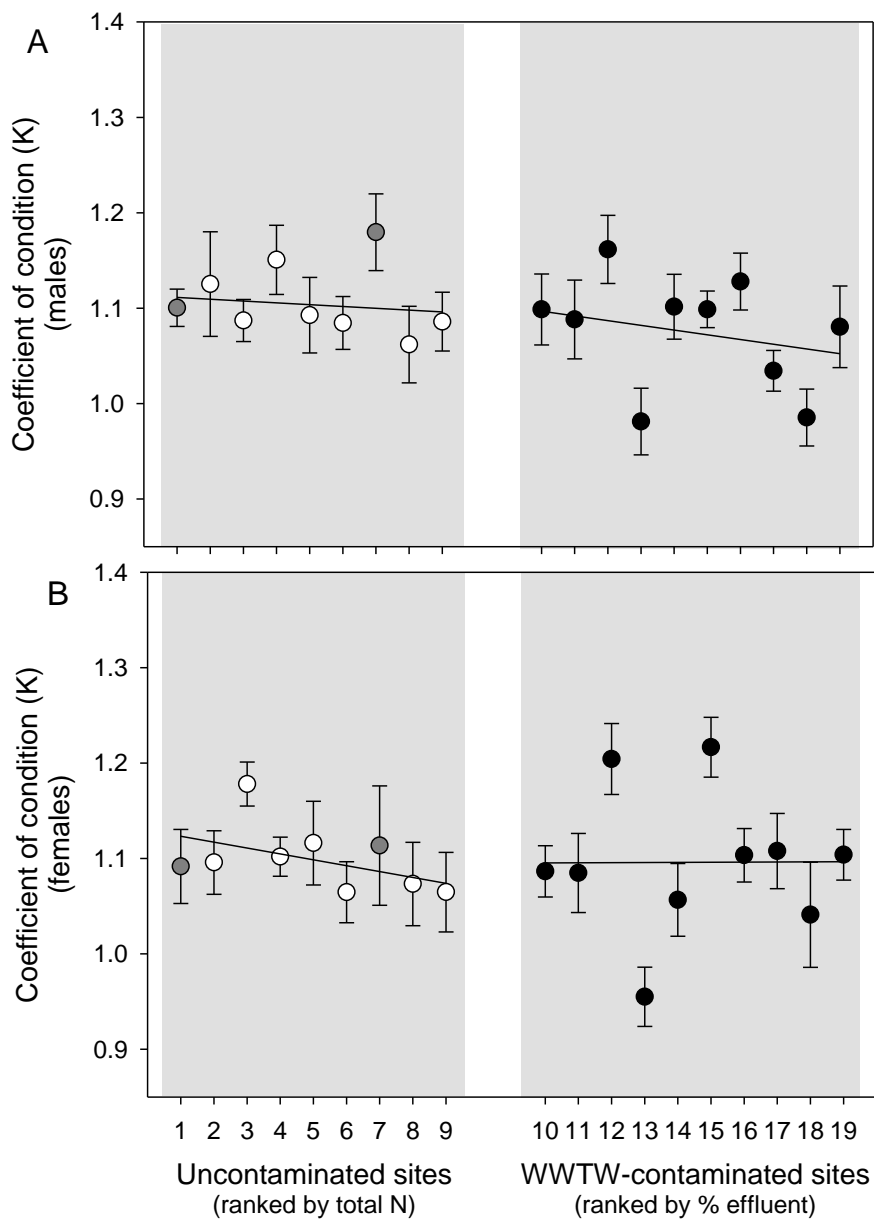 A
1.4
1.3
1.2
1.1
1.0
0.9
Coefficient of condition (K)
(males)
B
1.4
1.3
1.2
1.1
1.0
0.9
Coefficient of condition (K)
(females)
1 2 3 4 5 6 7 8 9 10 11 12 13 14 15 16 17 18 19
Uncontaminated sites WWTW-contaminated sites
(ranked by total N) (ranked by % effluent)